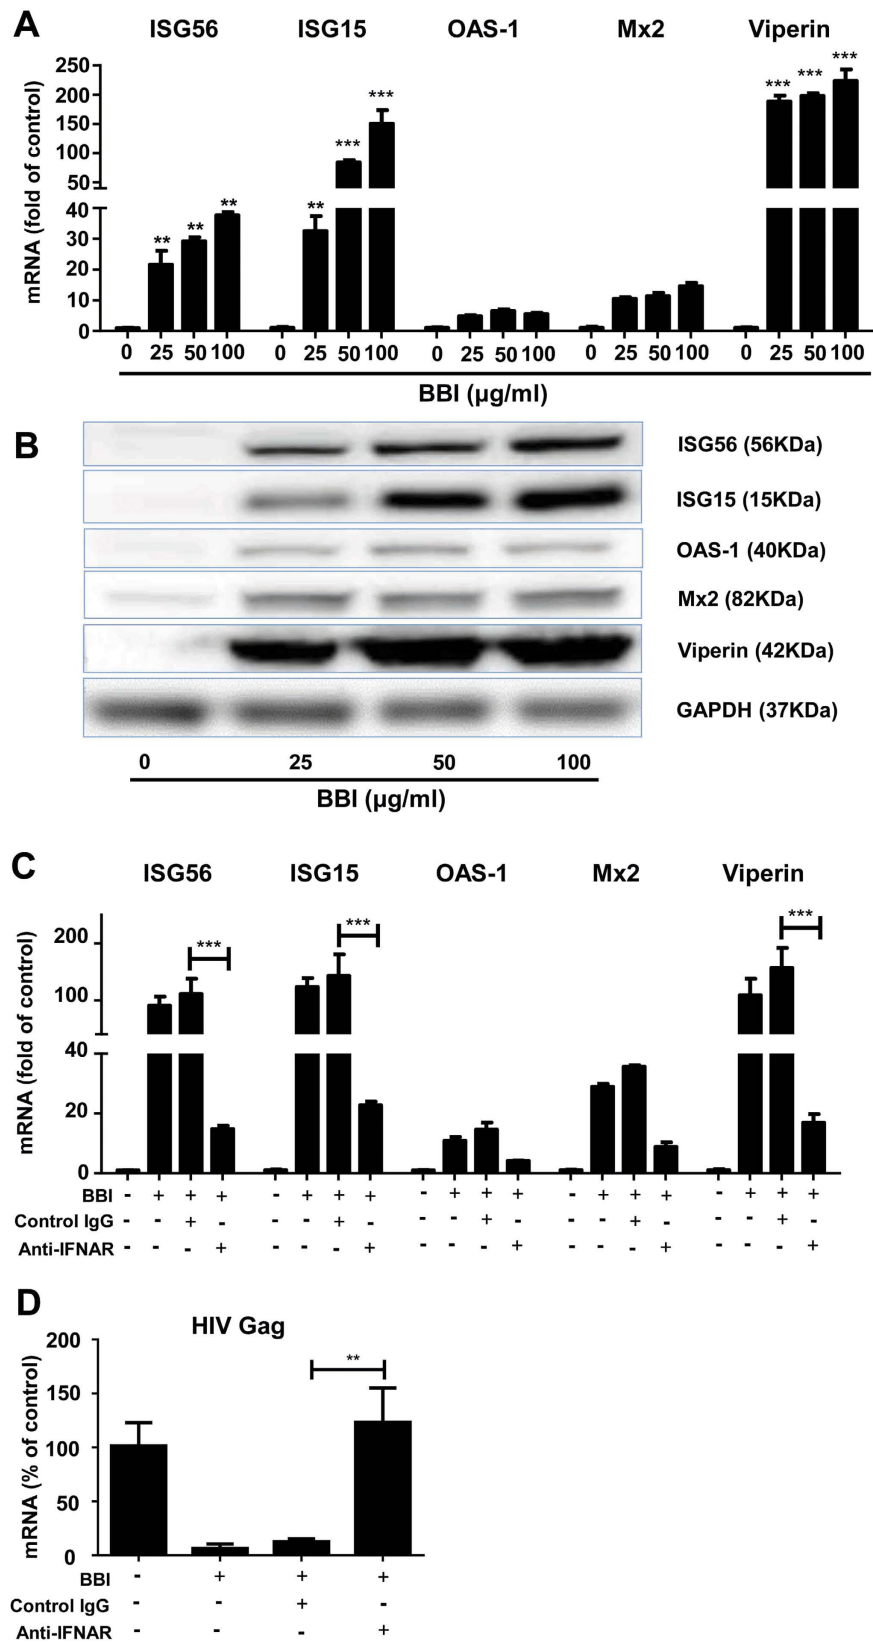 A
ISG56 ISG15 OAS-1 Mx2 Viperin
mRNA (fold of control)
250
200
150
100
50
40
30
20
10
0
** ** ** ** *** *** *** *** ***
0 25 50 100 0 25 50 100 0 25 50 100 0 25 50 100 0 25 50 100
BBI (µg/ml)
B
ISG56 (56KDa)
ISG15 (15KDa)
OAS-1 (40KDa)
Mx2 (82KDa)
Viperin (42KDa)
GAPDH (37KDa)
0 25 50 100
BBI (µg/ml)
C
ISG56 ISG15 OAS-1 Mx2 Viperin
mRNA (fold of control)
200
100
40
20
0
*** *** ***
BBI - + + + - + + + - + + + - + + + - + + +
Control IgG - - + - - - + - - - + - - - + - - - + -
Anti-IFNAR - - - + - - - + - - - + - - - + - - - +
D
HIV Gag
mRNA (% of control)
200
150
100
50
0
**
BBI - + + +
Control IgG - - + -
Anti-IFNAR - - - +